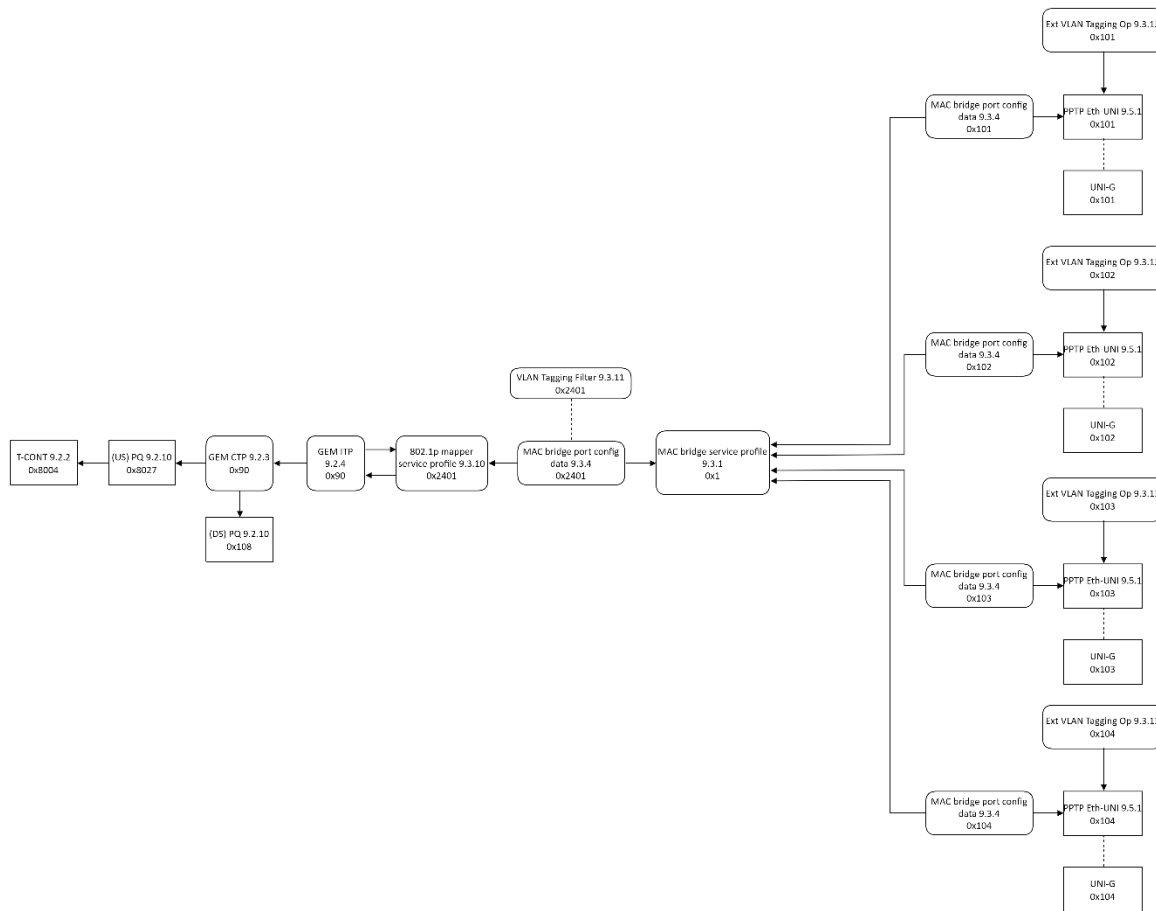 Ext VLAN Tagging Op 9.3.1
0x101
MAC bridge port config
data 9.3.4
0x101
PPTP Eth-UNI 9.5.1
0x101
UNI-G
0x101
Ext VLAN Tagging Op 9.3.1
0x102
MAC bridge port config
data 9.3.4
0x102
PPTP Eth-UNI 9.5.1
0x102
UNI-G
0x102
VLAN Tagging Filter 9.3.11
0x2401
T-CONT 9.2.2
0x8004
(US) PQ 9.2.10
0x8027
GEM CTP 9.2.3
0x90
GEM ITP
9.2.4
0x90
802.1p mapper
service profile 9.3.10
0x2401
MAC bridge port config
data 9.3.4
0x2401
MAC bridge service profile
9.3.1
0x1
(DS) PQ 9.2.10
0x108
Ext VLAN Tagging Op 9.3.1
0x103
MAC bridge port config
data 9.3.4
0x103
PPTP Eth-UNI 9.5.1
0x103
UNI-G
0x103
Ext VLAN Tagging Op 9.3.1
0x104
MAC bridge port config
data 9.3.4
0x104
PPTP Eth-UNI 9.5.1
0x104
UNI-G
0x104